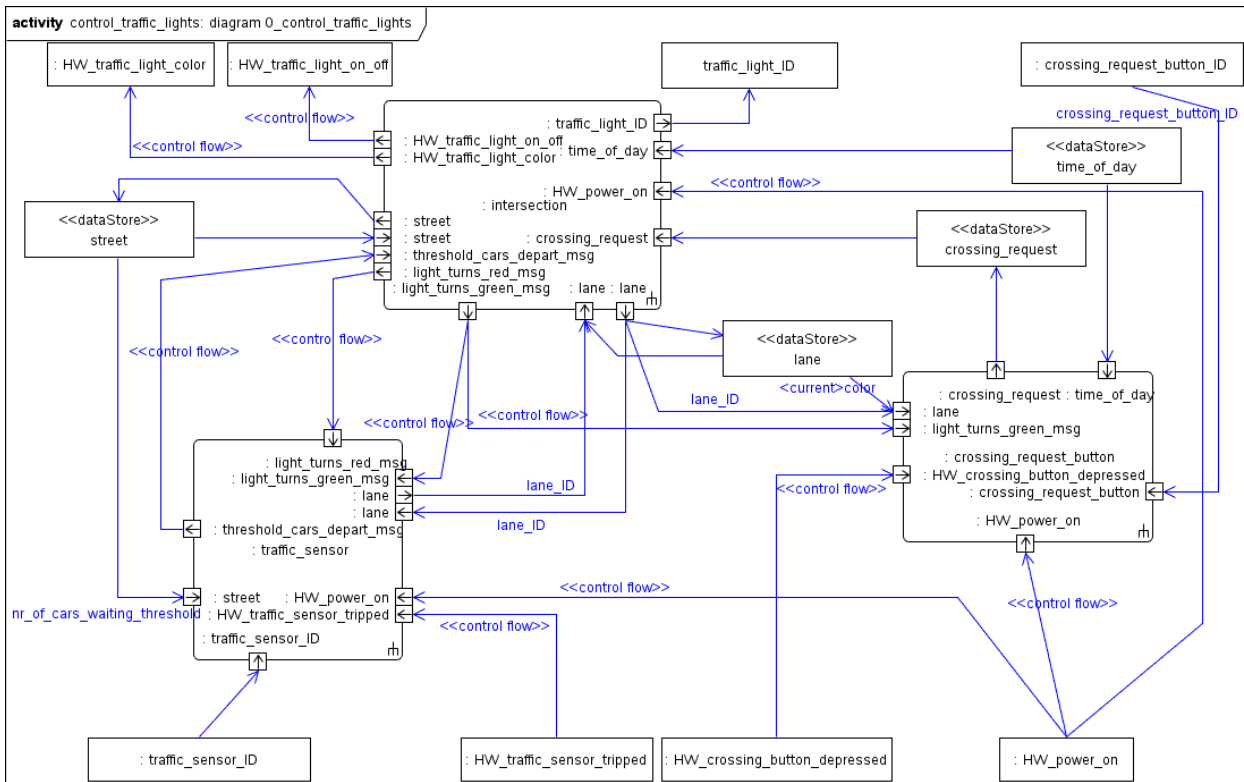 activity control_traffic_lights: diagram 0_control_traffic_lights
: HW_traffic_light_color
: HW_traffic_light_on_off
traffic_light_ID
: crossing_request_button_ID
<<control flow>>
<<control flow>>
crossing_request_button_ID
: traffic_light_ID
: HW_traffic_light_on_off
: HW_traffic_light_color
: time_of_day
: HW_power_on
: intersection
: street
: street
: crossing_request
: threshold_cars_depart_msg
: light_turns_red_msg
: light_turns_green_msg
: lane
: lane
<<dataStore>>
time_of_day
<<control flow>>
<<dataStore>>
street
<<dataStore>>
crossing_request
<<dataStore>>
lane
<<control flow>>
<<control flow>>
<current>color
lane_ID
<<control flow>>
<<control flow>>
: crossing_request
: time_of_day
: lane
: light_turns_green_msg
crossing_request_button
: HW_crossing_button_depressed
: crossing_request_button
: HW_power_on
<<control flow>>
: light_turns_red_msg
: light_turns_green_msg
: lane
: lane
lane_ID
lane_ID
: threshold_cars_depart_msg
: traffic_sensor
: street
: HW_power_on
: HW_traffic_sensor_tripped
: traffic_sensor_ID
nr_of_cars_waiting_threshold
<<control flow>>
<<control flow>>
<<control flow>>
: traffic_sensor_ID
: HW_traffic_sensor_tripped
: HW_crossing_button_depressed
: HW_power_on